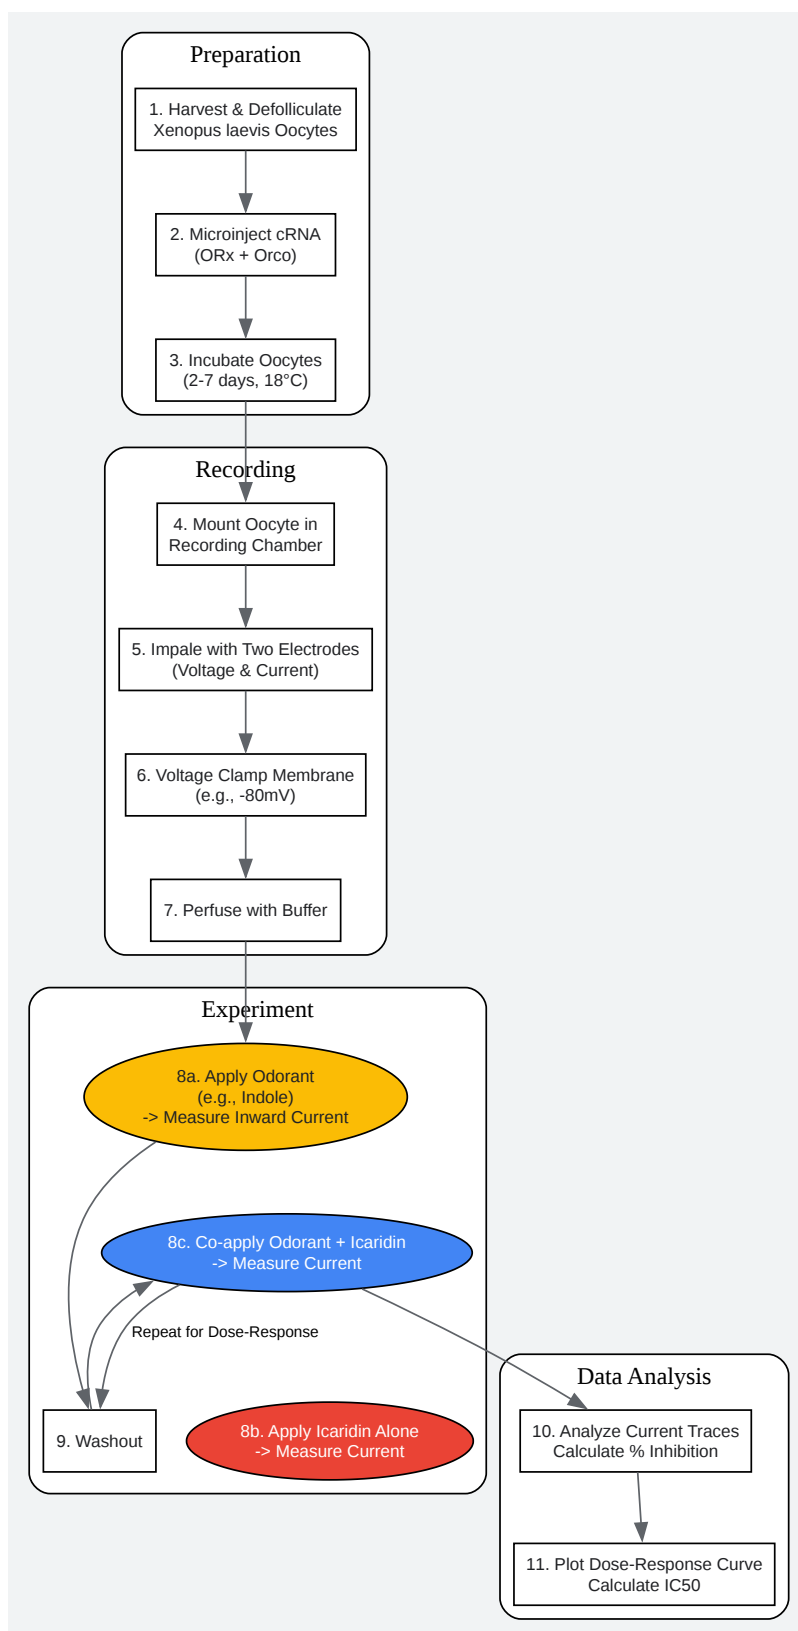 Preparation
1. Harvest & Defolliculate
Xenopus laevis Oocytes
2. Microinject cRNA
(ORx + Orco)
3. Incubate Oocytes
(2-7 days, 18°C)
Recording
4. Mount Oocyte in
Recording Chamber
5. Impale with Two Electrodes
(Voltage & Current)
6. Voltage Clamp Membrane
(e.g., -80mV)
7. Perfuse with Buffer
Experiment
8a. Apply Odorant
(e.g., Indole)
-> Measure Inward Current
8c. Co-apply Odorant + Icaridin
-> Measure Current
Repeat for Dose-Response
9. Washout
8b. Apply Icaridin Alone
-> Measure Current
Data Analysis
10. Analyze Current Traces
Calculate % Inhibition
11. Plot Dose-Response Curve
Calculate IC50